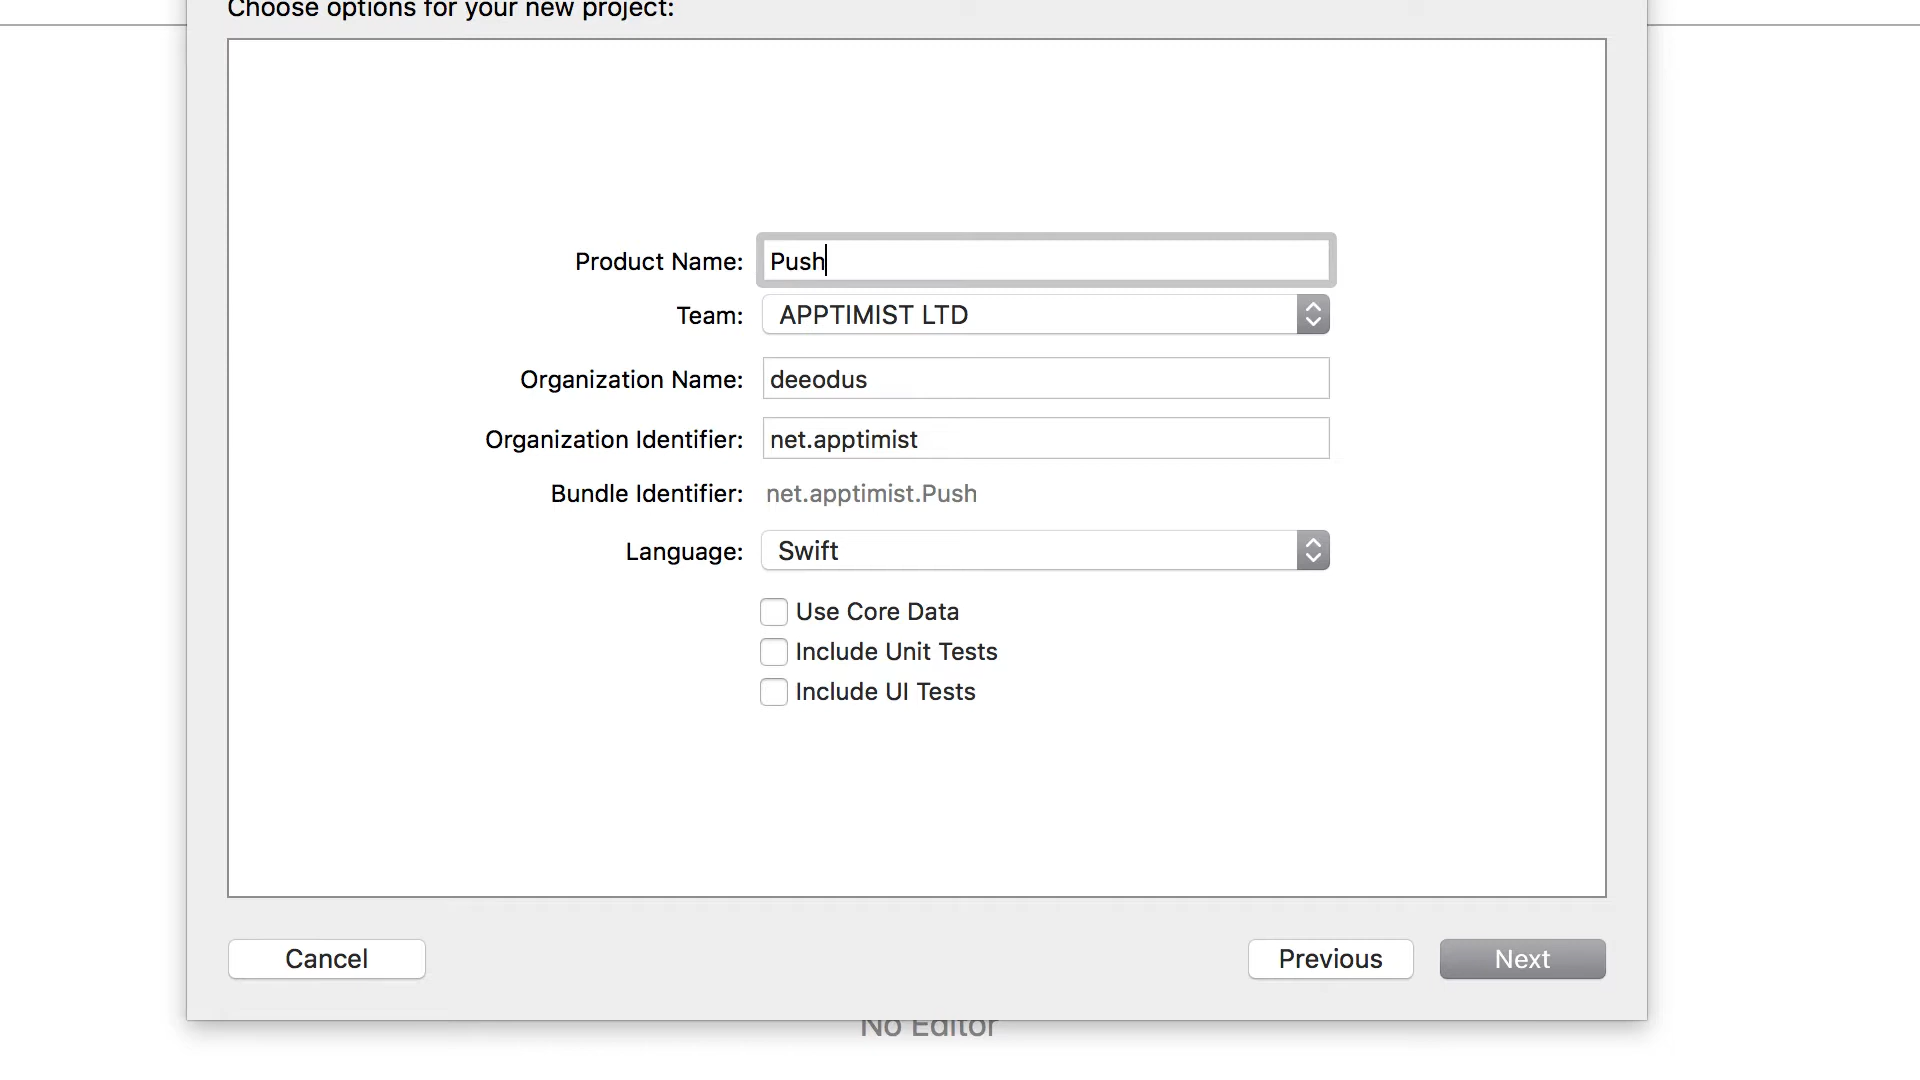 Choose options for your new project:
Product Name: Push
Team: APPTIMIST LTD
Organization Name: deeodus
Organization Identifier: net.apptimist
Bundle Identifier: net.apptimist.Push
Language: Swift
Use Core Data
Include Unit Tests
Include UI Tests
Cancel Previous Next
No Editor